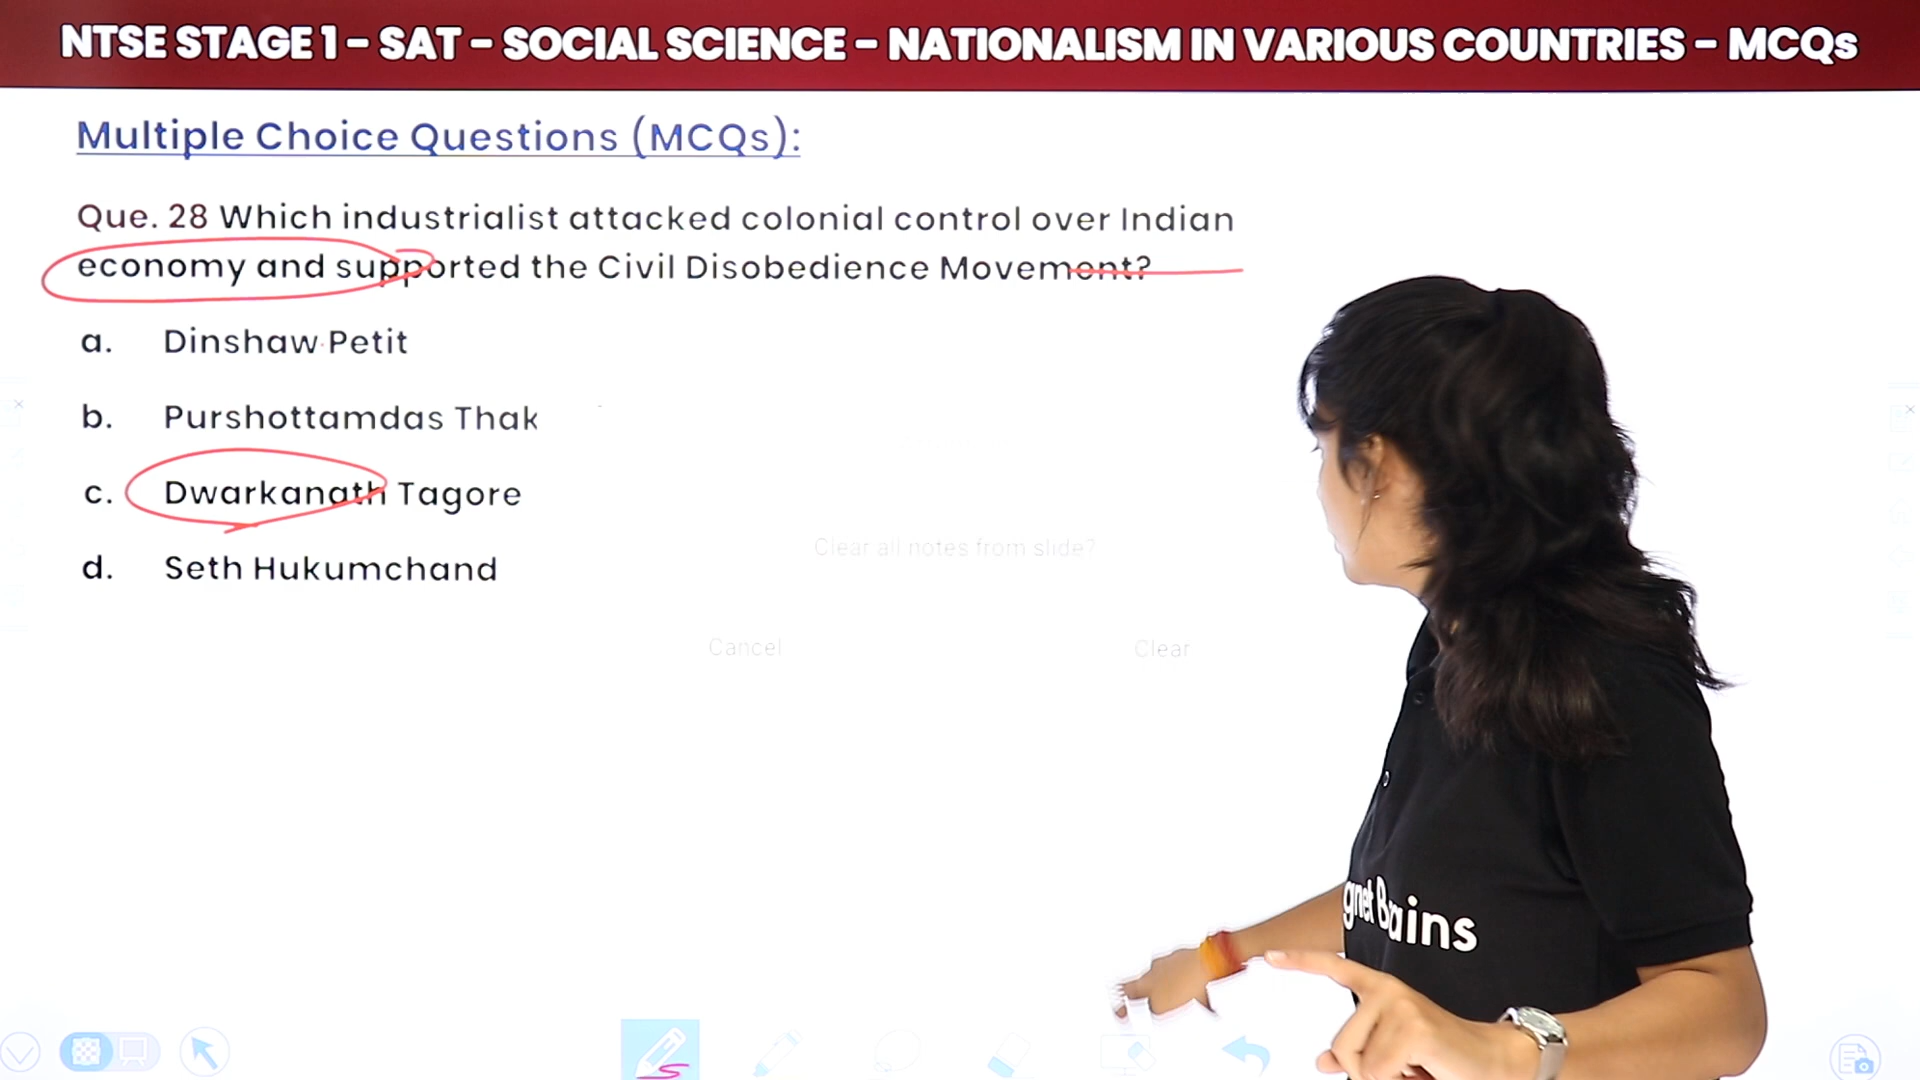 NTSE STAGE 1 – SAT – SOCIAL SCIENCE – NATIONALISM IN VARIOUS COUNTRIES – MCQs
Multiple Choice Questions (MCQs):
Que. 28 Which industrialist attacked colonial control over Indian
economy and supported the Civil Disobedience Movement?
a. Dinshaw Petit
b. Purshottamdas Thak
c. Dwarkanath Tagore
d. Seth Hukumchand
Clear all notes from slide?
Cancel Clear
gnet Brains